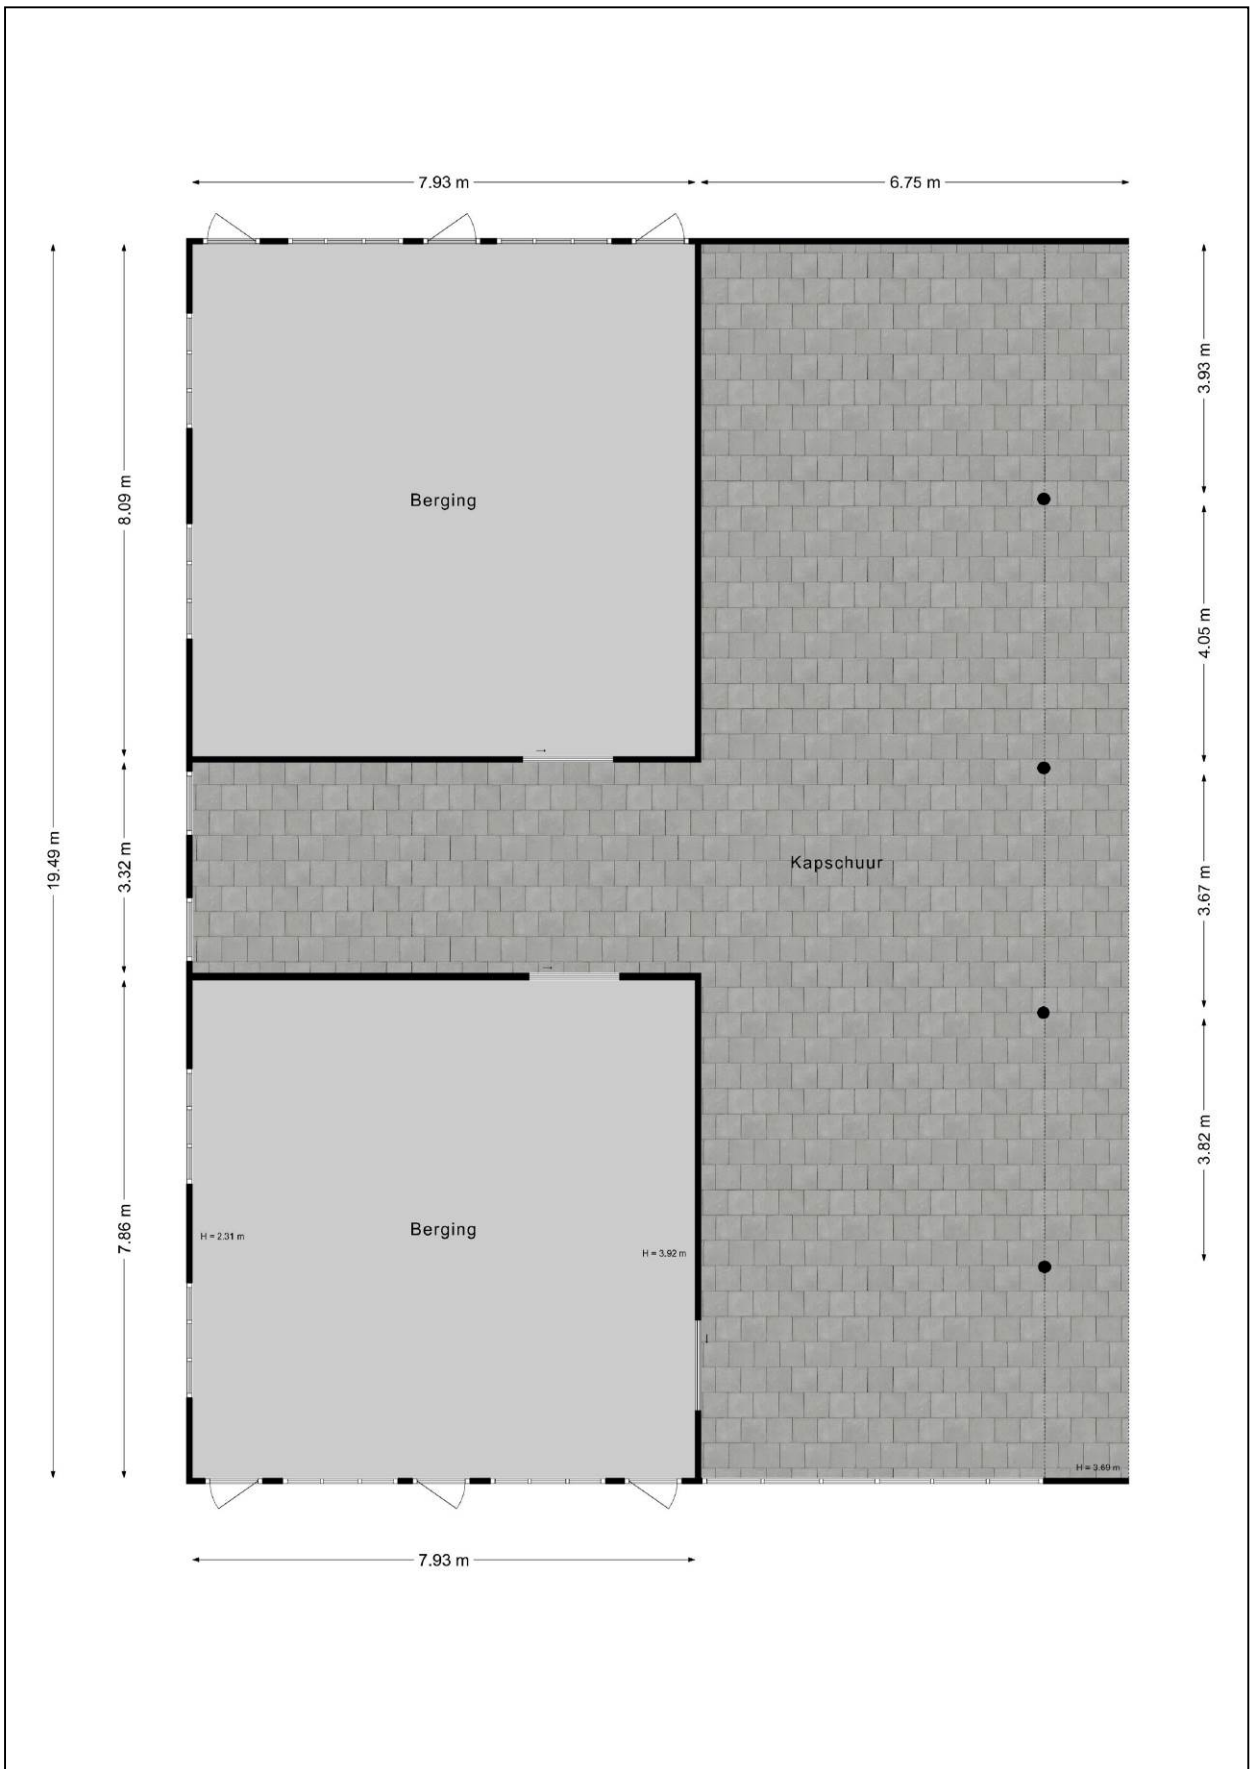 7.93 m
6.75 m
3.93 m
8.09 m
Berging
4.05 m
19.49 m
3.32 m
Kapschuur
3.67 m
3.82 m
7.86 m
Berging
H = 2.31 m
H = 3.92 m
H = 3.69 m
7.93 m